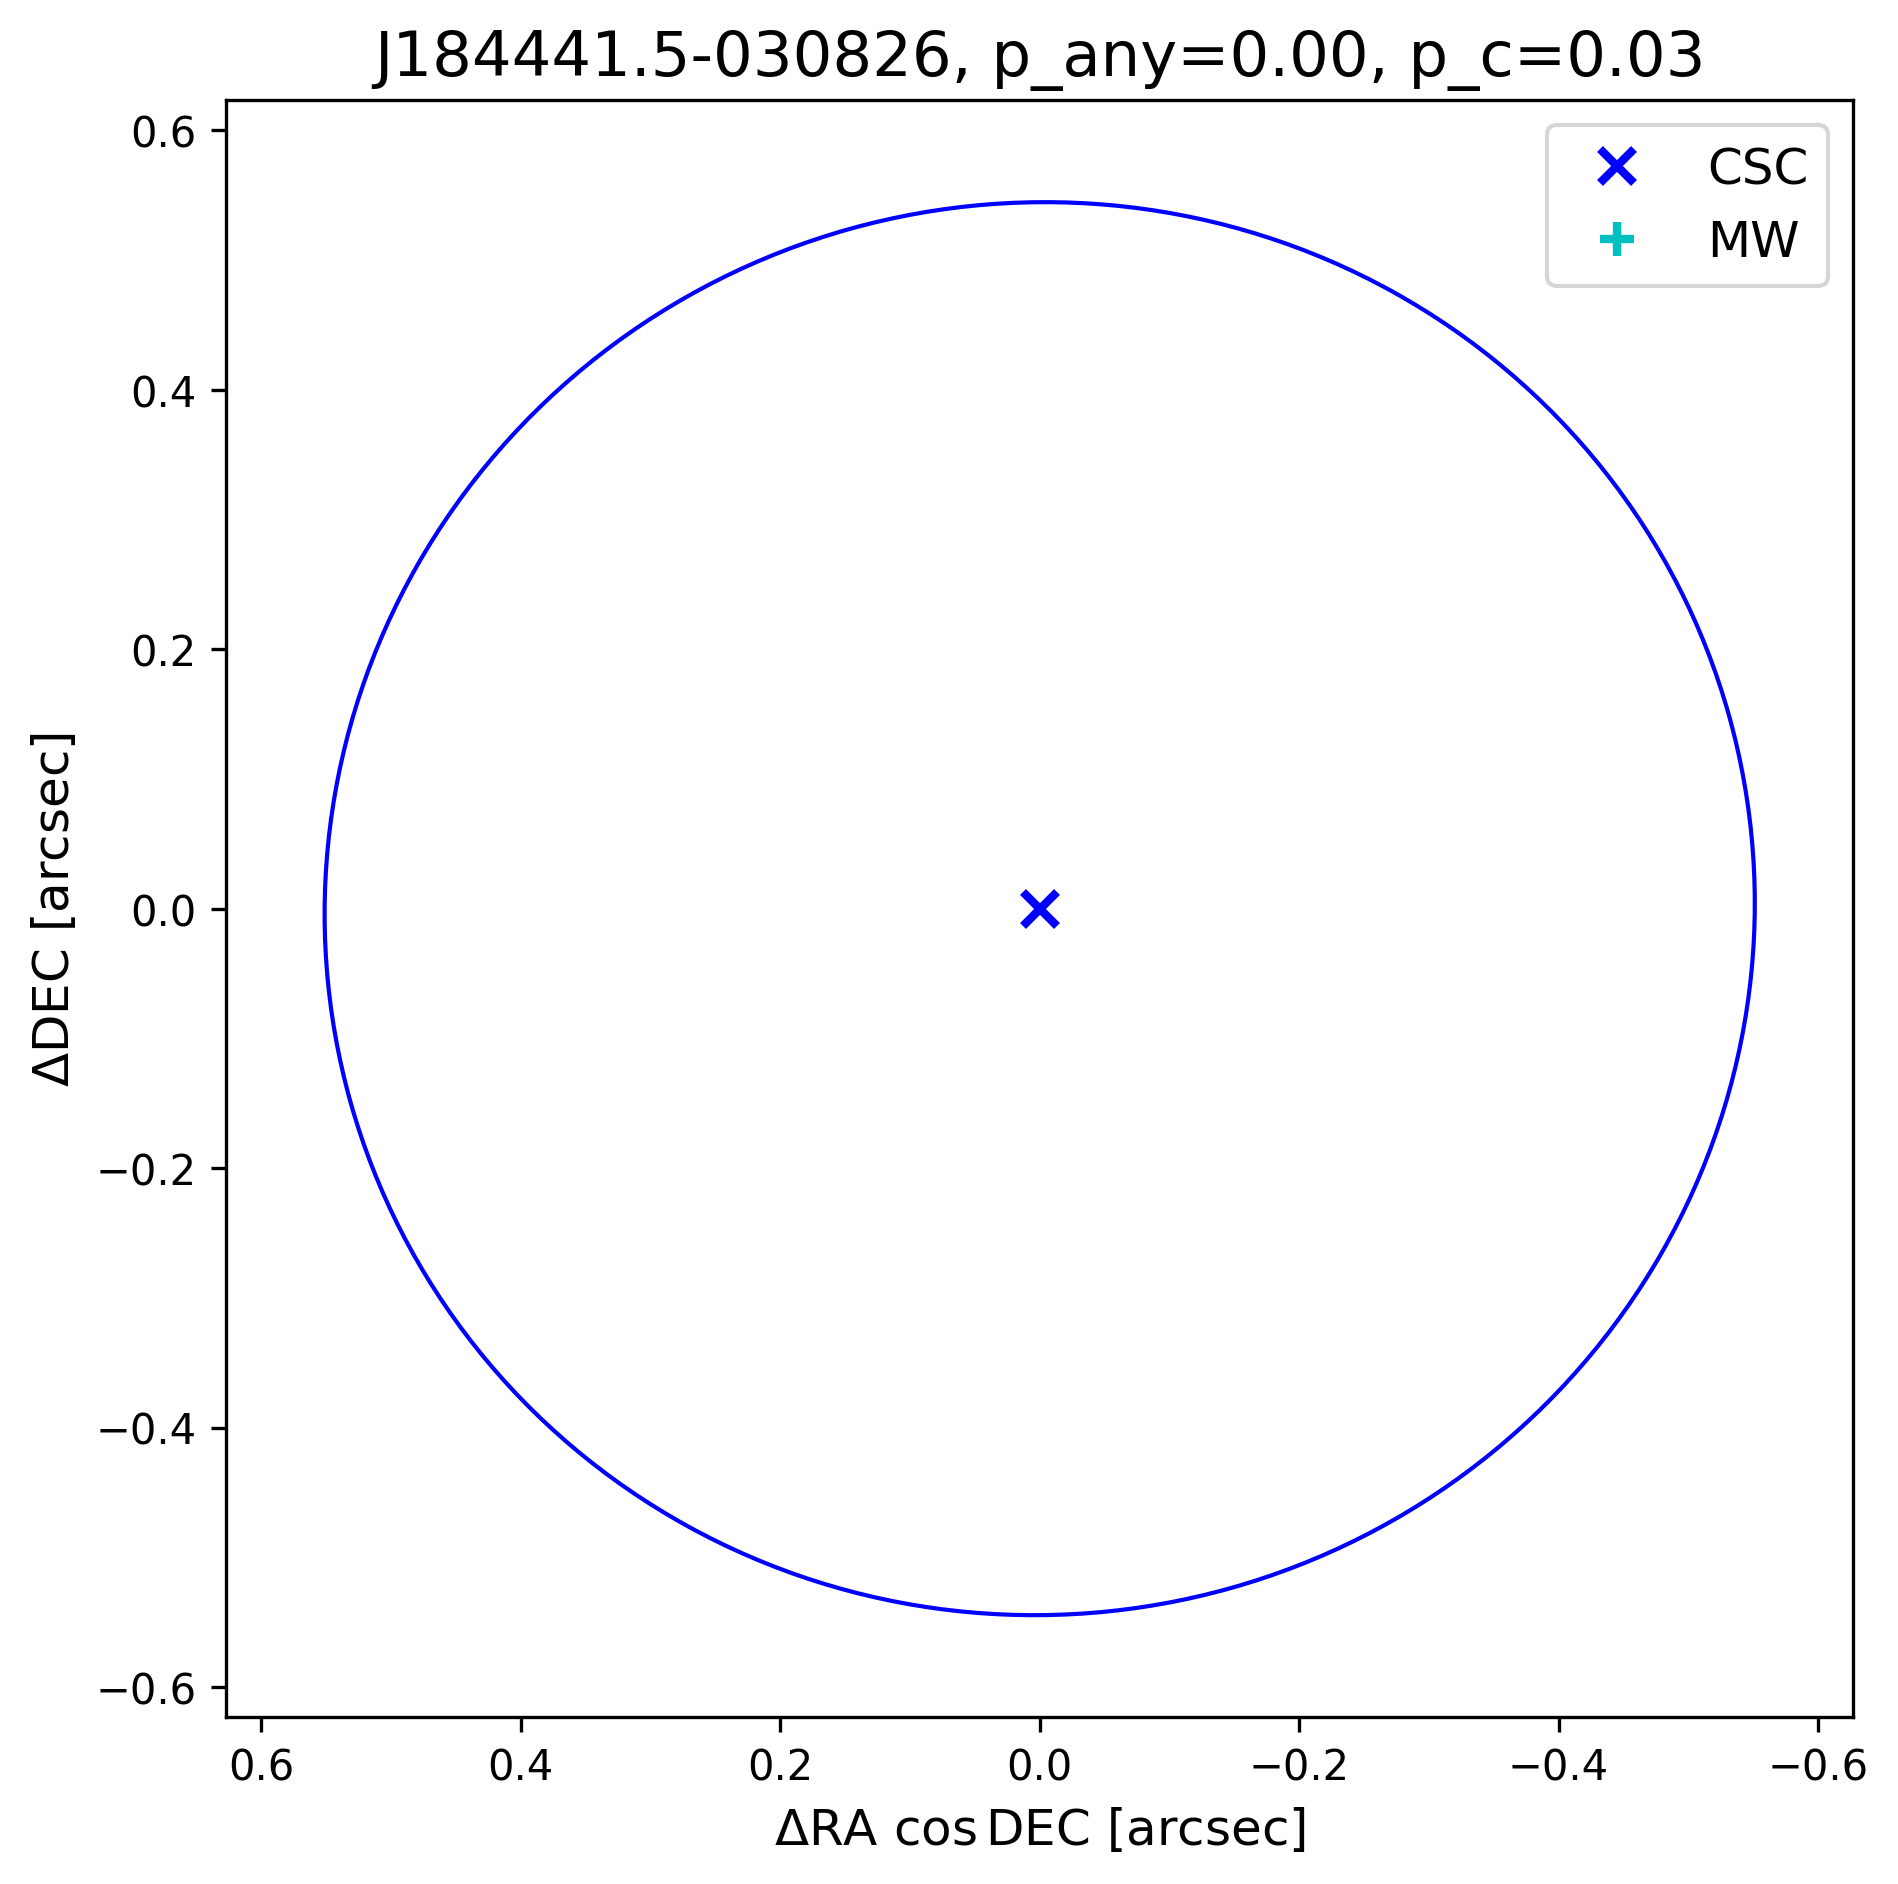 J184441.5-030826, p_any=0.00, p_c=0.03
CSC
MW
0.6
0.4
0.2
0.0
−0.2
−0.4
−0.6
ΔDEC [arcsec]
0.6 0.4 0.2 0.0 −0.2 −0.4 −0.6
ΔRA cos DEC [arcsec]